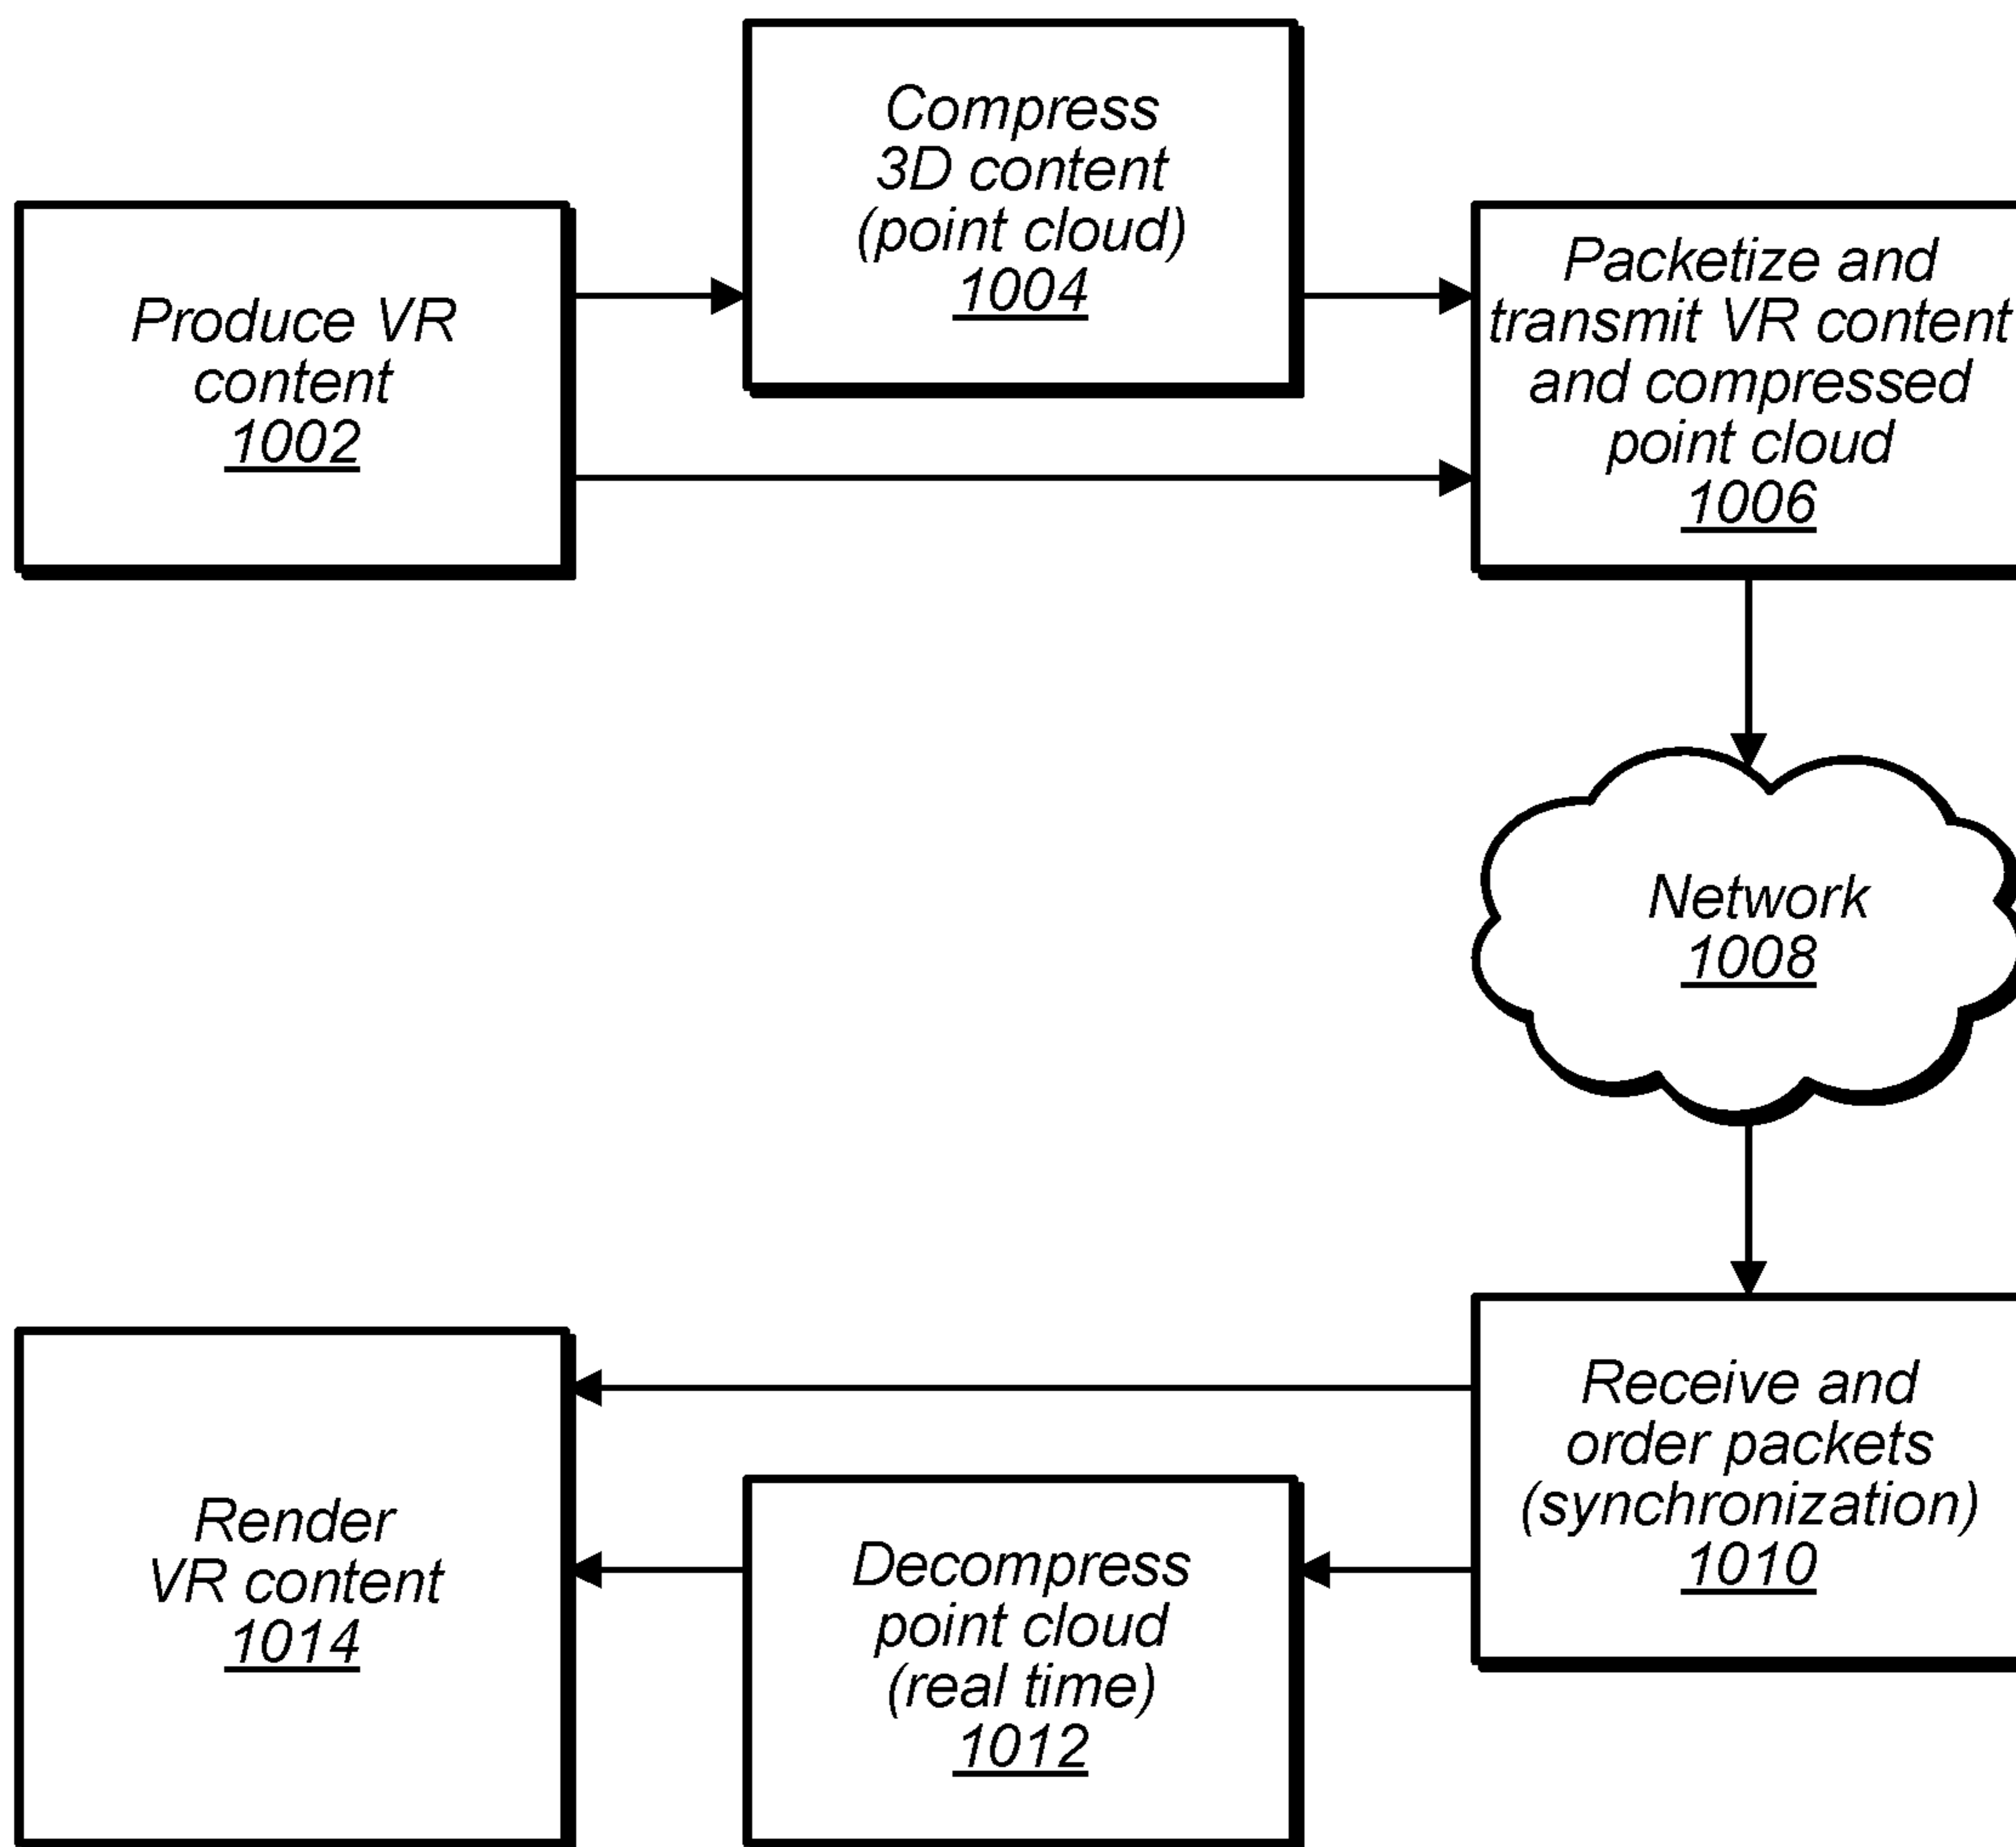 Compress
3D content
(point cloud)
1004
Produce VR
content
1002
Packetize and
transmit VR content
and compressed
point cloud
1006
Network
1008
Receive and
order packets
(synchronization)
1010
Decompress
point cloud
(real time)
1012
Render
VR content
1014